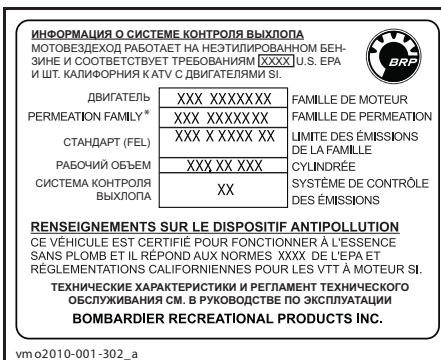 ИНФОРМАЦИЯ О СИСТЕМЕ КОНТРОЛЯ ВЫХЛОПА
МОТОВЕЗДЕХОД РАБОТАЕТ НА НЕЭТИЛИРОВАННОМ БЕН-
ЗИНЕ И СООТВЕТСТВУЕТ ТРЕБОВАНИЯМ XXXX U.S. EPA
И ШТ. КАЛИФОРНИЯ К ATV С ДВИГАТЕЛЯМИ SI.
BRP
ДВИГАТЕЛЬ XXX XXXXXXX FAMILLE DE MOTEUR
PERMEATION FAMILY* XXX XXXXXXX FAMILLE DE PERMEATION
СТАНДАРТ (FEL) XXX X XXXX XX LIMITE DES ÉMISSIONS
DE LA FAMILLE
РАБОЧИЙ ОБЪЕМ XXX, XX XXX CYLINDRÉE
СИСТЕМА КОНТРОЛЯ
ВЫХЛОПА XX SYSTÈME DE CONTRÔLE
DES ÉMISSIONS
RENSEIGNEMENTS SUR LE DISPOSITIF ANTIPOLLUTION
CE VÉHICULE EST CERTIFIÉ POUR FONCTIONNER À L'ESSENCE
SANS PLOMB ET IL RÉPOND AUX NORMES XXXX DE L'EPA ET
RÉGLEMENTATIONS CALIFORNIENNES POUR LES VTT À MOTEUR SI.
ТЕХНИЧЕСКИЕ ХАРАКТЕРИСТИКИ И РЕГЛАМЕНТ ТЕХНИЧЕСКОГО
ОБСЛУЖИВАНИЯ СМ. В РУКОВОДСТВЕ ПО ЭКСПЛУАТАЦИИ
BOMBARDIER RECREATIONAL PRODUCTS INC.
vmo2010-001-302_a